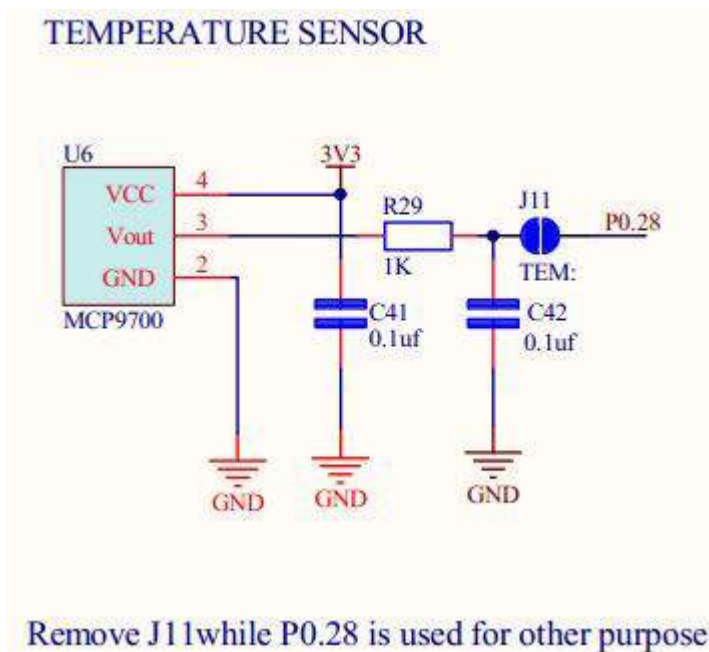 TEMPERATURE SENSOR
U6
3V3
VCC
4
J11
R29
P0.28
Vout
3
1K
TEM:
GND
2
MCP9700
C41
0.1uf
C42
0.1uf
GND
GND
GND
Remove J11while P0.28 is used for other purpose